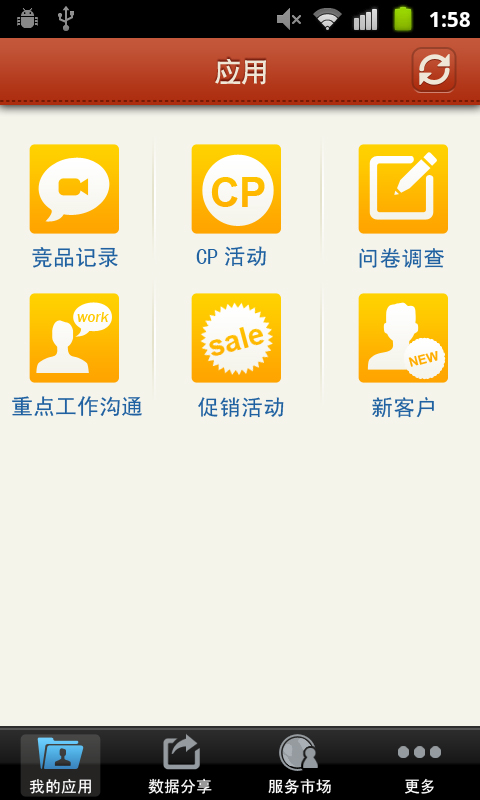 1:58
应用
CP
竞品记录
CP 活动
问卷调查
work
sale
NEW
重点工作沟通
促销活动
新客户
我的应用
数据分享
服务市场
更多